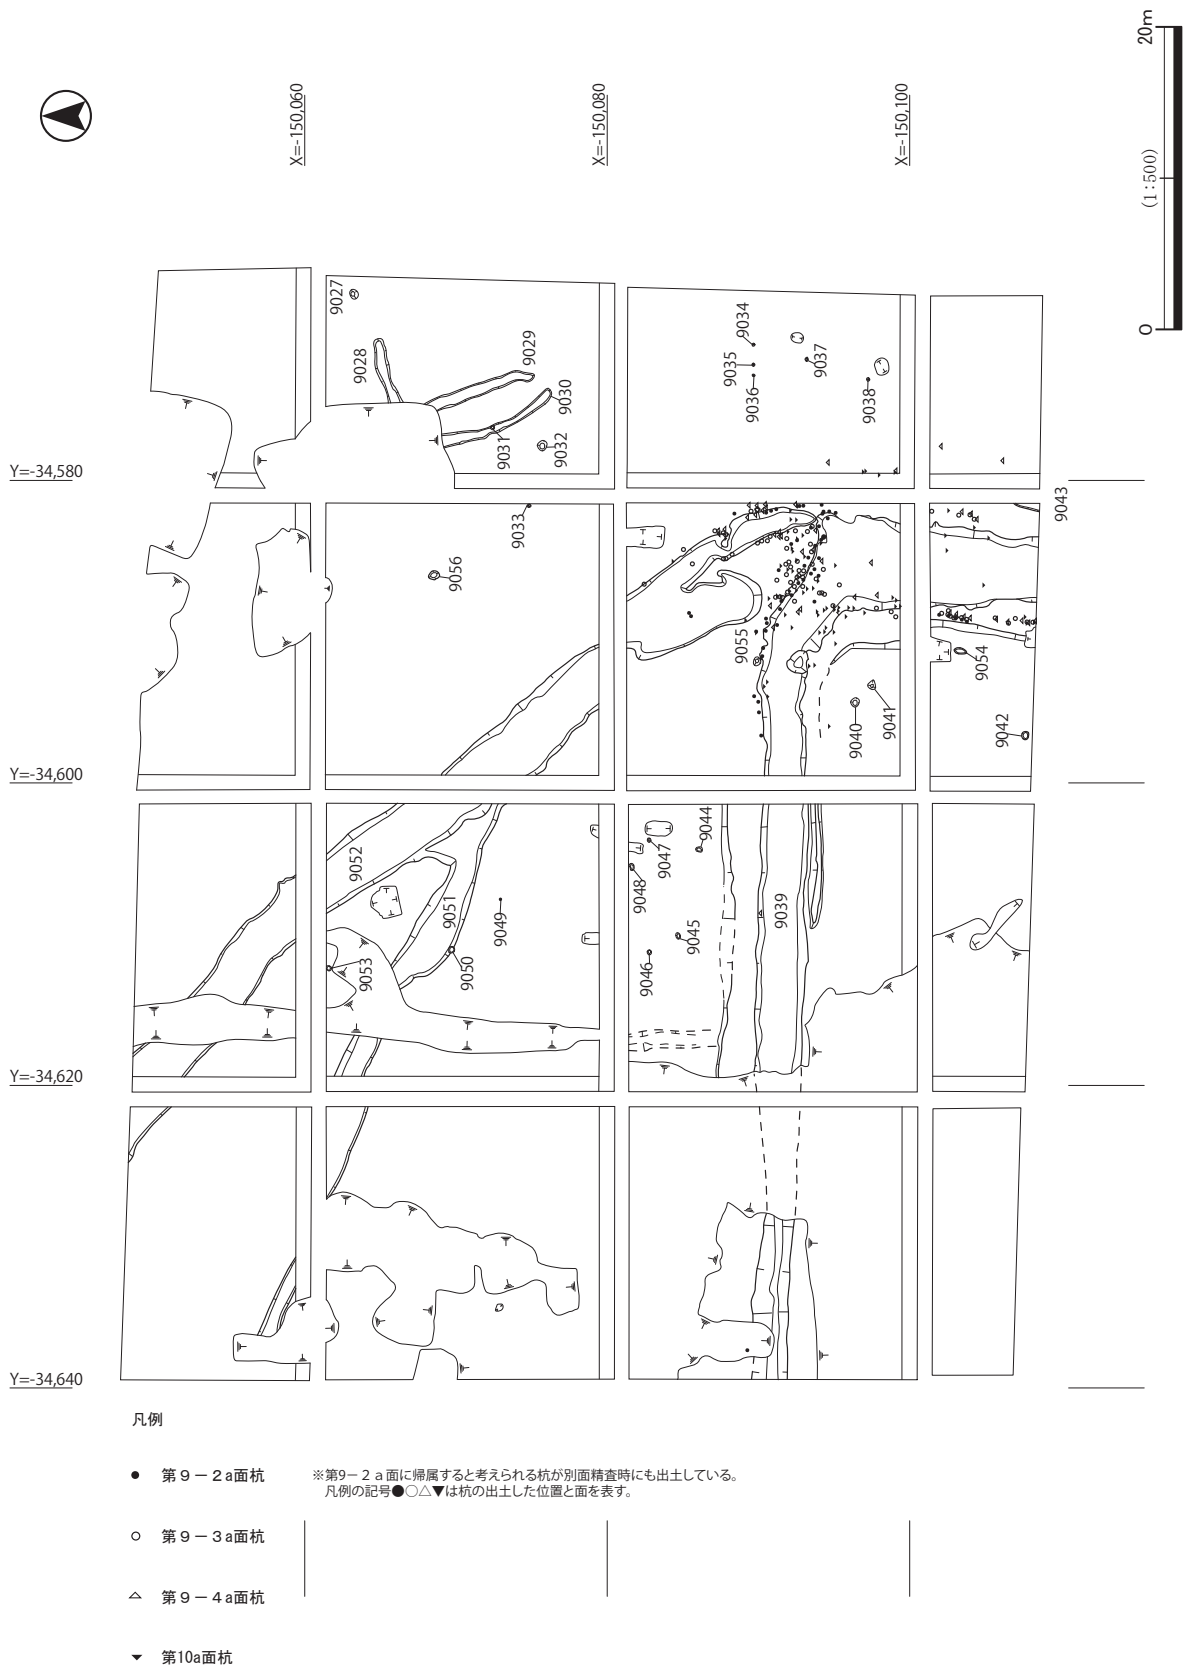 20m
(1:500)
0
X=-150,060
X=-150,080
X=-150,100
9027
9028
9029
9030
9031
9032
9034
9035
9036
9037
9038
Y=-34,580
9043
9033
9056
9055
9054
9040
9041
9042
Y=-34,600
9052
9051
9049
9050
9053
9044
9047
9048
9045
9046
9039
Y=-34,620
Y=-34,640
凡例
● 第9-2a面杭
※第9-2a面に帰属すると考えられる杭が別面精査時にも出土している。
凡例の記号●○△▼は杭の出土した位置と面を表す。
○ 第9-3a面杭
△ 第9-4a面杭
▼ 第10a面杭